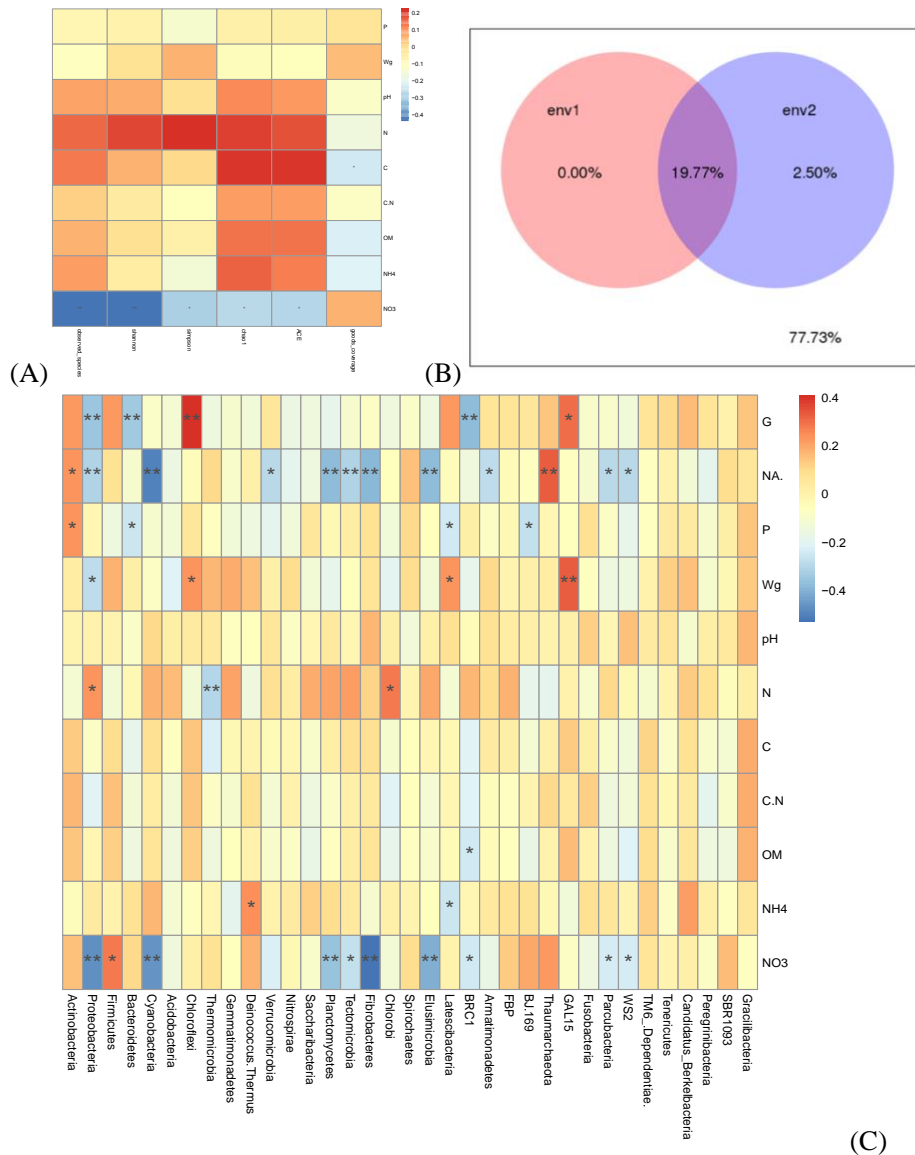 0.2
0.1
0
−0.1
−0.2
−0.3
−0.4
P
Wg
pH
N
C
C.N
OM
NH4
NO3
observed_species
shannon
simpson
chao1
ACE
goods_coverage
(A)
env1
env2
0.00%
19.77%
2.50%
77.73%
(B)
0.4
0.2
0
−0.2
−0.4
** ** ** ** * G
* ** ** * ** ** ** ** * ** * * NA.
* * * * P
* * * ** Wg
pH
* ** * N
C
C.N
* OM
* * NH4
** * ** ** * ** ** * * * NO3
Actinobacteria
Proteobacteria
Firmicutes
Bacteroidetes
Cyanobacteria
Acidobacteria
Chloroflexi
Thermomicrobia
Gemmatimonadetes
Deinococcus.Thermus
Verrucomicrobia
Nitrospirae
Saccharibacteria
Planctomycetes
Tectomicrobia
Fibrobacteres
Chlorobi
Spirochaetes
Elusimicrobia
Latescibacteria
BRC1
Armatimonadetes
FBP
BJ.169
Thaumarchaeota
GAL15
Fusobacteria
Parcubacteria
WS2
TM6_.Dependentiae.
Tenericutes
Candidatus_Berkelbacteria
Peregrinibacteria
SBR1093
Gracilibacteria
(C)